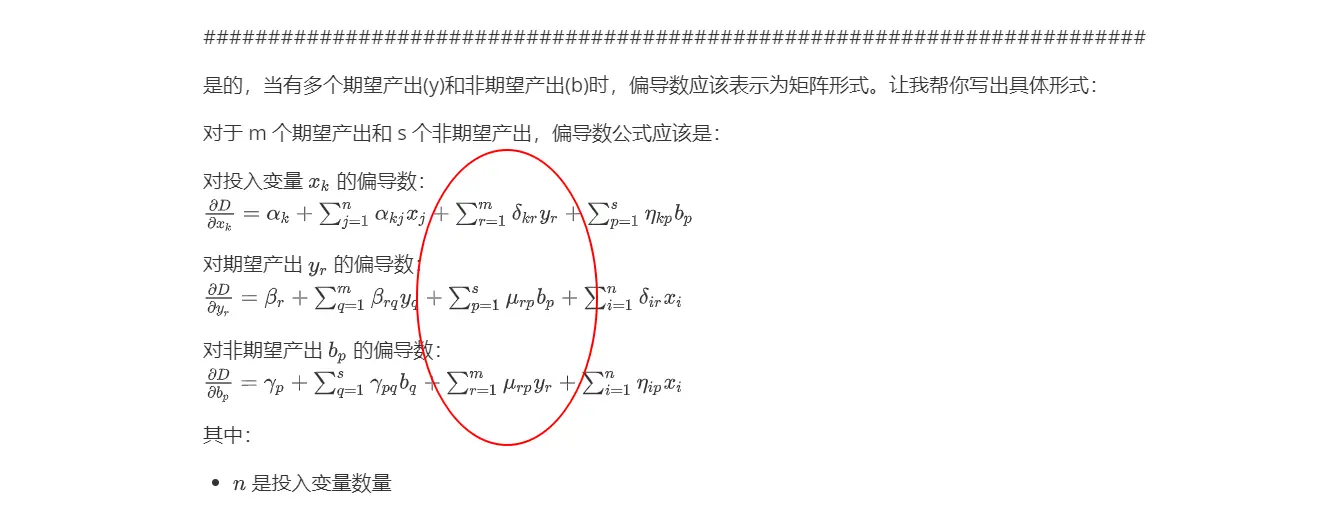 #########################################################################
是的，当有多个期望产出(y)和非期望产出(b)时，偏导数应该表示为矩阵形式。让我帮你写出具体形式：
对于 m 个期望产出和 s 个非期望产出，偏导数公式应该是：
对投入变量 $x_k$ 的偏导数：
$\frac{\partial D}{\partial x_k} = \alpha_k + \sum_{j=1}^{n} \alpha_{kj} x_j + \sum_{r=1}^{m} \delta_{kr} y_r + \sum_{p=1}^{s} \eta_{kp} b_p$
对期望产出 $y_r$ 的偏导数：
$\frac{\partial D}{\partial y_r} = \beta_r + \sum_{q=1}^{m} \beta_{rq} y_q + \sum_{p=1}^{s} \mu_{rp} b_p + \sum_{i=1}^{n} \delta_{ir} x_i$
对非期望产出 $b_p$ 的偏导数：
$\frac{\partial D}{\partial b_p} = \gamma_p + \sum_{q=1}^{s} \gamma_{pq} b_q + \sum_{r=1}^{m} \mu_{rp} y_r + \sum_{i=1}^{n} \eta_{ip} x_i$
其中：
• $n$ 是投入变量数量